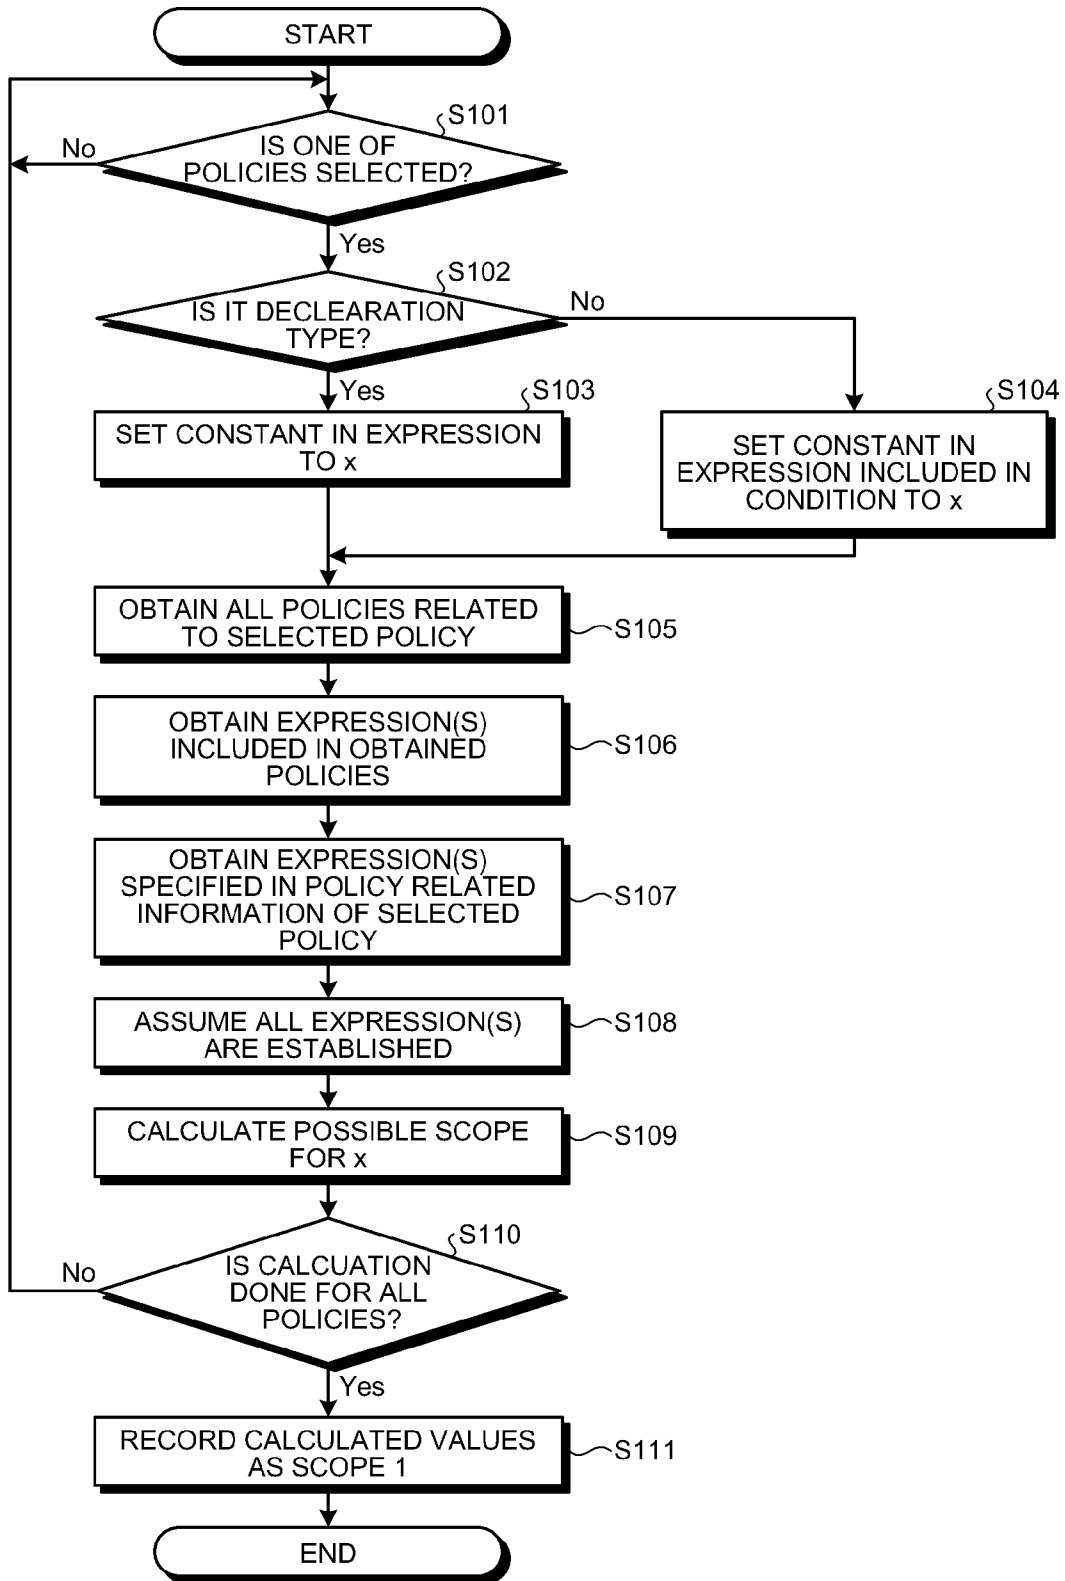 START
S101
IS ONE OF
POLICIES SELECTED?
No
Yes
S102
IS IT DECLEARATION
TYPE?
No
Yes
S103
SET CONSTANT IN EXPRESSION
TO x
S104
SET CONSTANT IN
EXPRESSION INCLUDED IN
CONDITION TO x
OBTAIN ALL POLICIES RELATED
TO SELECTED POLICY
S105
OBTAIN EXPRESSION(S)
INCLUDED IN OBTAINED
POLICIES
S106
OBTAIN EXPRESSION(S)
SPECIFIED IN POLICY RELATED
INFORMATION OF SELECTED
POLICY
S107
ASSUME ALL EXPRESSION(S)
ARE ESTABLISHED
S108
CALCULATE POSSIBLE SCOPE
FOR x
S109
S110
IS CALCUATION
DONE FOR ALL
POLICIES?
No
Yes
RECORD CALCULATED VALUES
AS SCOPE 1
S111
END